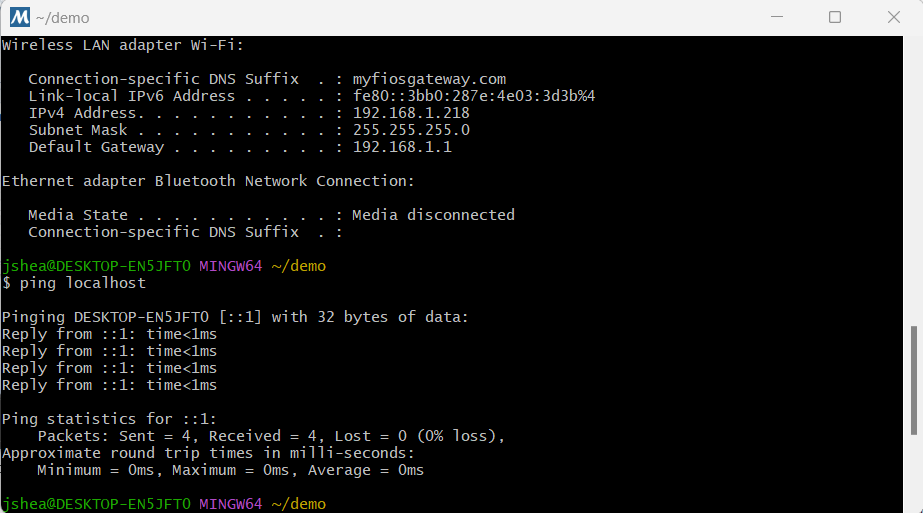 M ~/demo
Wireless LAN adapter Wi-Fi:
   Connection-specific DNS Suffix  . : myfiosgateway.com
   Link-local IPv6 Address . . . . . : fe80::3bb0:287e:4e03:3d3b%4
   IPv4 Address. . . . . . . . . . . : 192.168.1.218
   Subnet Mask . . . . . . . . . . . : 255.255.255.0
   Default Gateway . . . . . . . . . : 192.168.1.1
Ethernet adapter Bluetooth Network Connection:
   Media State . . . . . . . . . . . : Media disconnected
   Connection-specific DNS Suffix  . :
jshea@DESKTOP-EN5JFT0 MINGW64 ~/demo
$ ping localhost
Pinging DESKTOP-EN5JFT0 [::1] with 32 bytes of data:
Reply from ::1: time<1ms
Reply from ::1: time<1ms
Reply from ::1: time<1ms
Reply from ::1: time<1ms
Ping statistics for ::1:
    Packets: Sent = 4, Received = 4, Lost = 0 (0% loss),
Approximate round trip times in milli-seconds:
    Minimum = 0ms, Maximum = 0ms, Average = 0ms
jshea@DESKTOP-EN5JFT0 MINGW64 ~/demo